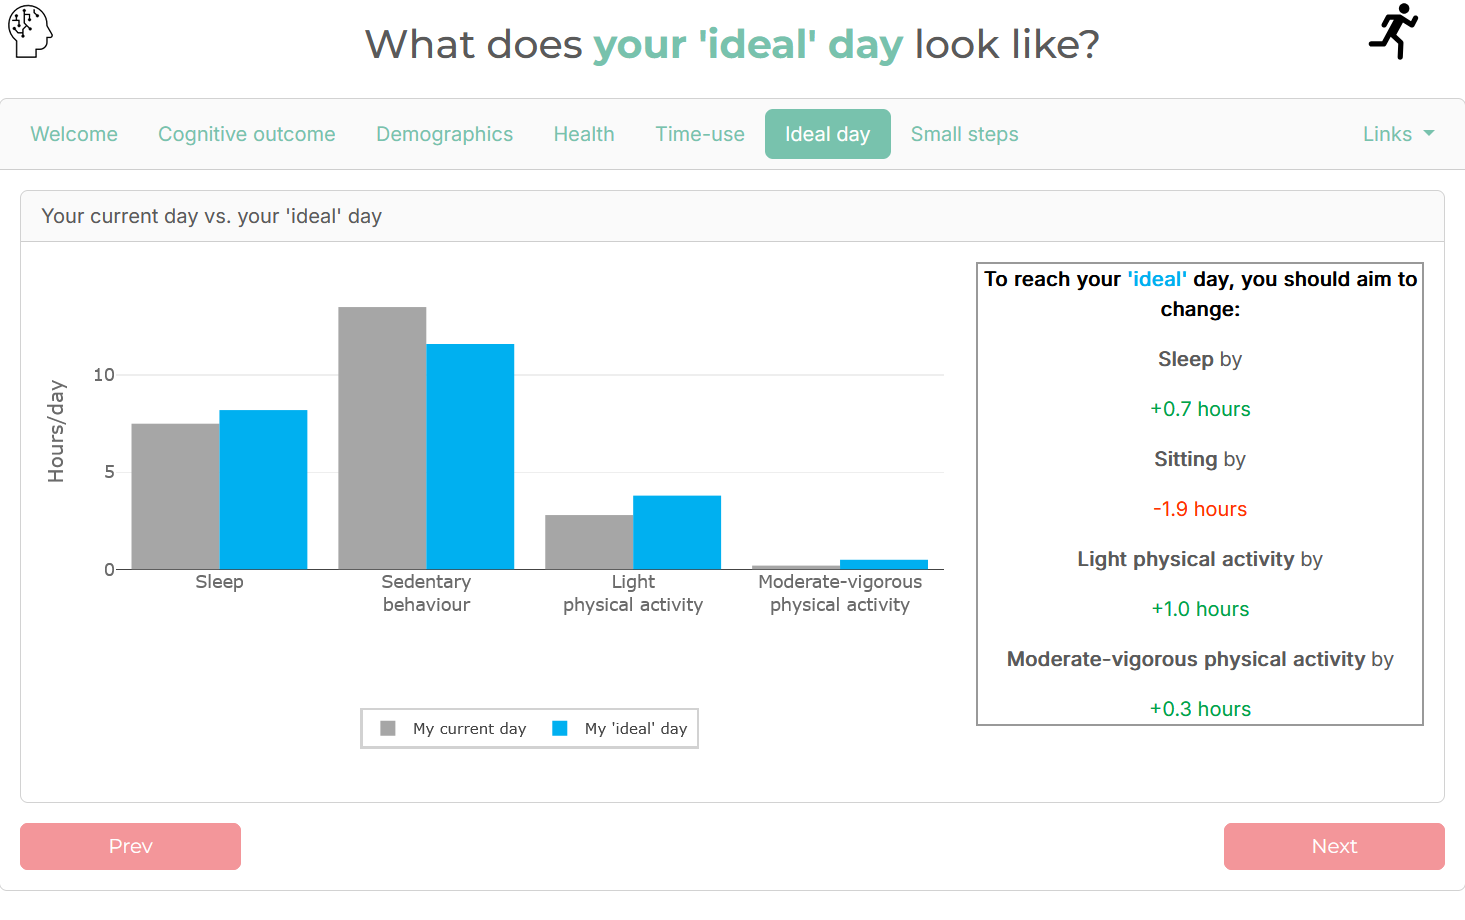 What does your 'ideal' day look like?
Welcome
Cognitive outcome
Demographics
Health
Time-use
Ideal day
Small steps
Links
Your current day vs. your 'ideal' day
Hours/day
10
5
0
Sleep
Sedentary
behaviour
Light
physical activity
Moderate-vigorous
physical activity
My current day
My 'ideal' day
To reach your 'ideal' day, you should aim to
change:
Sleep by
+0.7 hours
Sitting by
-1.9 hours
Light physical activity by
+1.0 hours
Moderate-vigorous physical activity by
+0.3 hours
Prev
Next